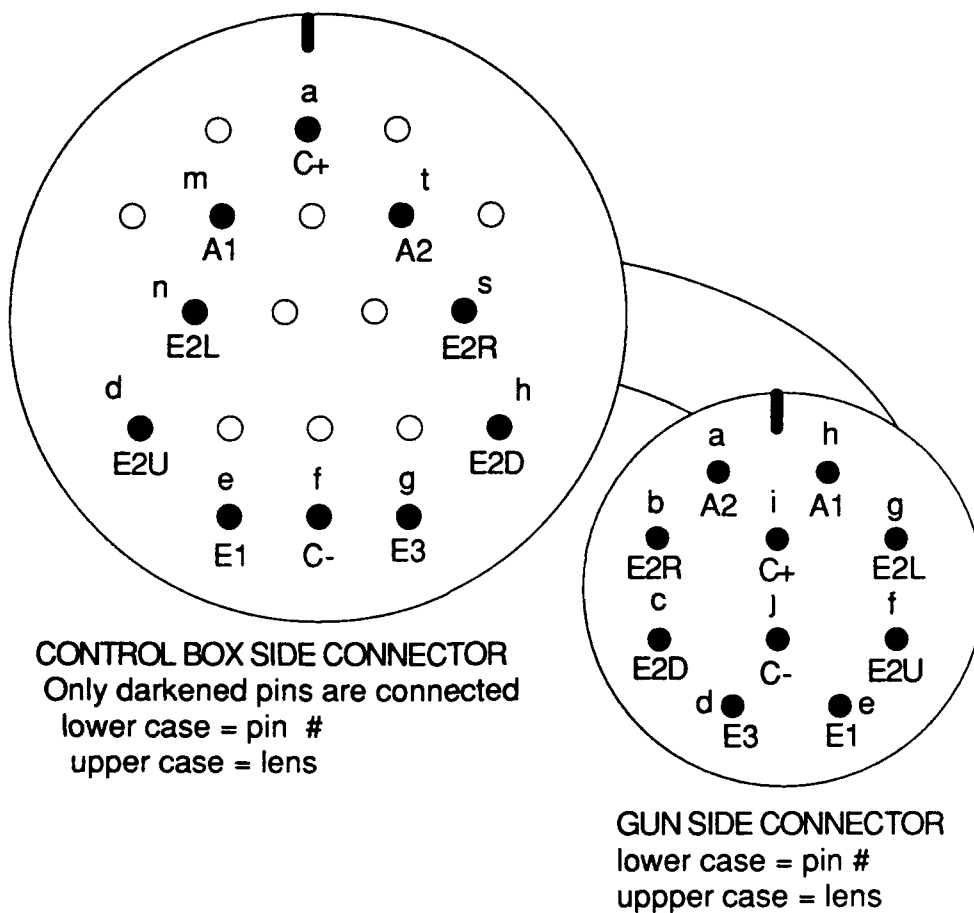 a
C+
m t
A1 A2
n s
E2L E2R
d h
E2U E2D
e f g
E1 C- E3
CONTROL BOX SIDE CONNECTOR
Only darkened pins are connected
lower case = pin #
upper case = lens
a h
A2 A1
b i g
E2R C+ E2L
c j f
E2D C- E2U
d e
E3 E1
GUN SIDE CONNECTOR
lower case = pin #
uppper case = lens